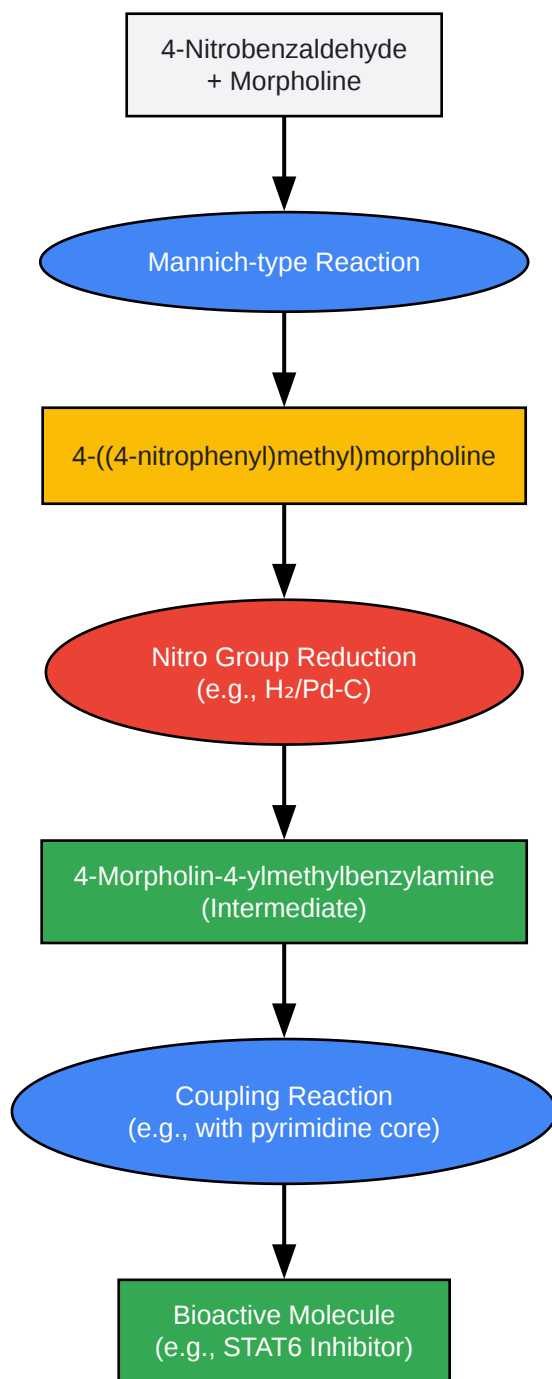 4-Nitrobenzaldehyde
+ Morpholine
Mannich-type Reaction
4-((4-nitrophenyl)methyl)morpholine
Nitro Group Reduction
(e.g., H₂/Pd-C)
4-Morpholin-4-ylmethylbenzylamine
(Intermediate)
Coupling Reaction
(e.g., with pyrimidine core)
Bioactive Molecule
(e.g., STAT6 Inhibitor)